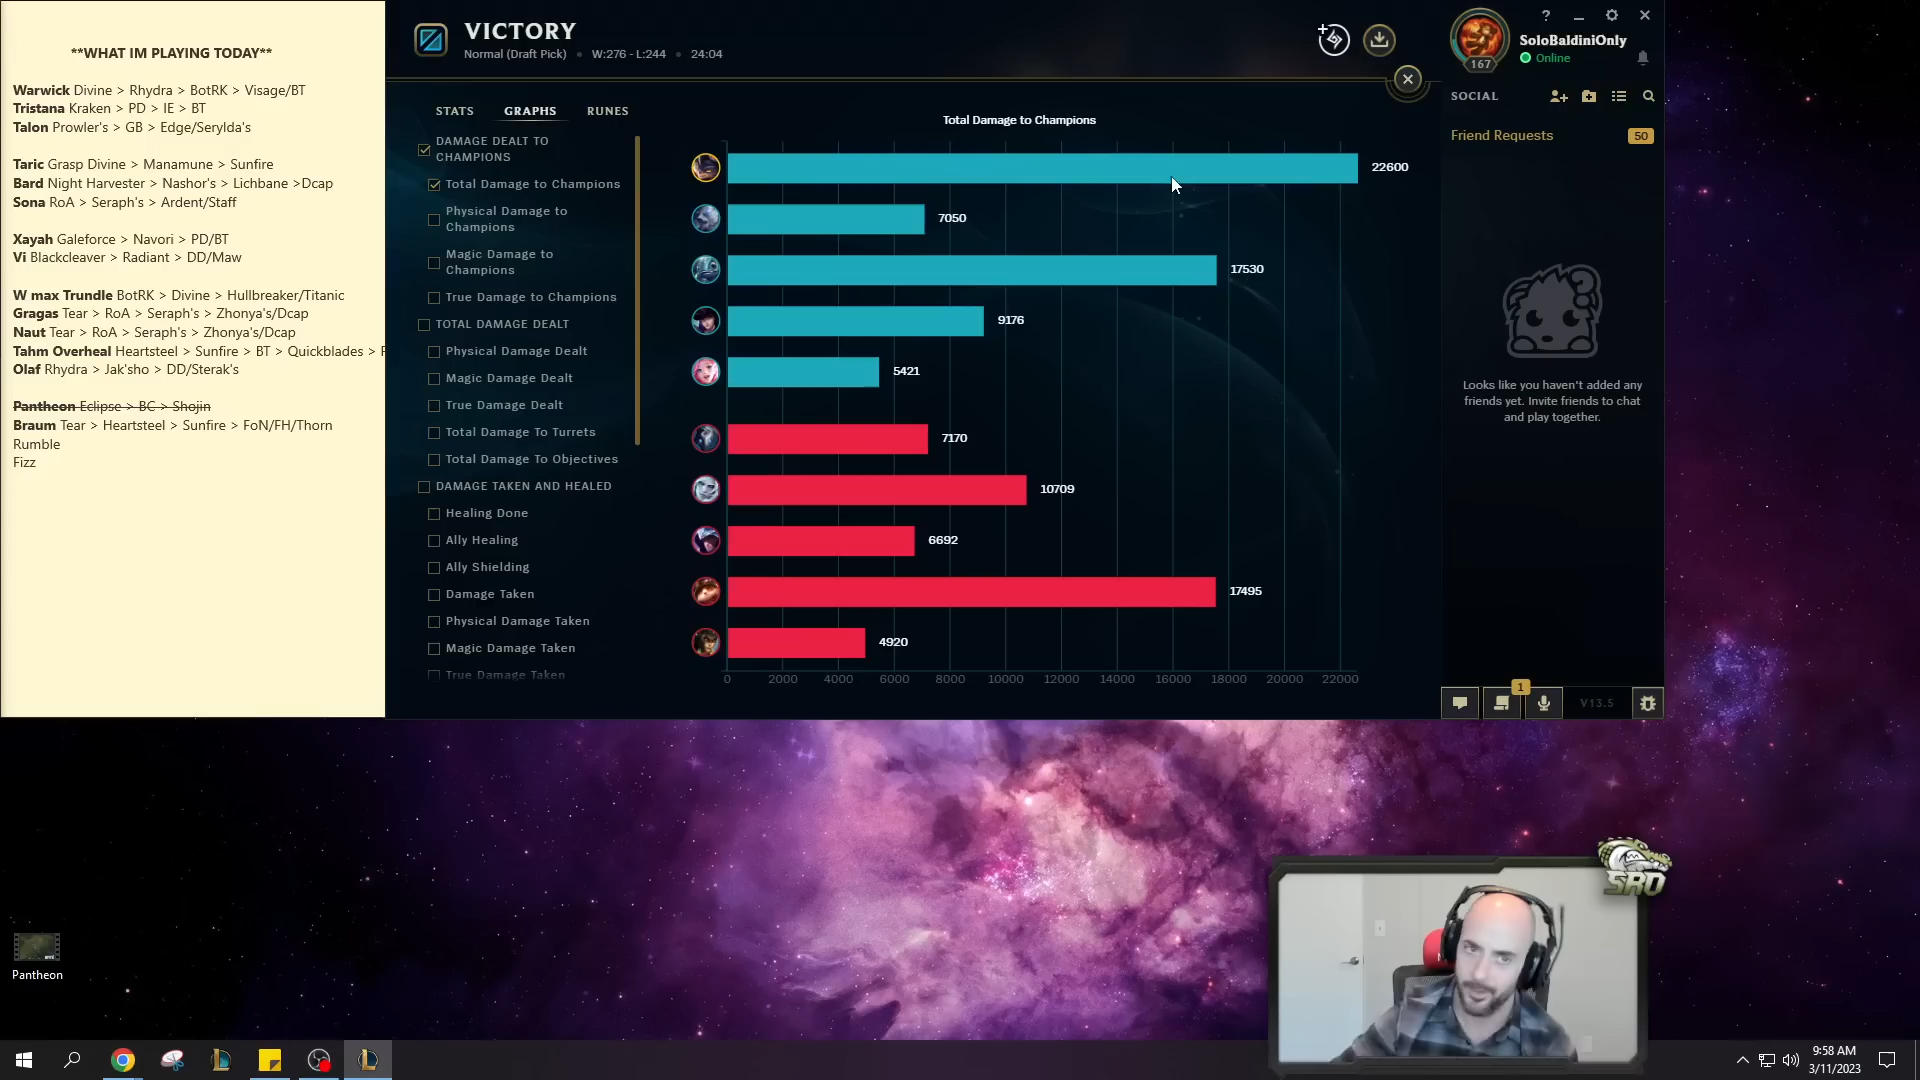 **WHAT IM PLAYING TODAY**
Warwick Divine > Rhydra > BotRK > Visage/BT
Tristana Kraken > PD > IE > BT
Talon Prowler's > GB > Edge/Serylda's
Taric Grasp Divine > Manamune > Sunfire
Bard Night Harvester > Nashor's > Lichbane >Dcap
Sona RoA > Seraph's > Ardent/Staff
Xayah Galeforce > Navori > PD/BT
Vi Blackcleaver > Radiant > DD/Maw
W max Trundle BotRK > Divine > Hullbreaker/Titanic
Gragas Tear > RoA > Seraph's > Zhonya's/Dcap
Naut Tear > RoA > Seraph's > Zhonya's/Dcap
Tahm Overheal Heartsteel > Sunfire > BT > Quickblades >
Olaf Rhydra > Jak'sho > DD/Sterak's
Pantheon Eclipse > BC > Shojin
Braum Tear > Heartsteel > Sunfire > FoN/FH/Thorn
Rumble
Fizz
VICTORY
Normal (Draft Pick) • W:276 - L:244 • 24:04
STATS GRAPHS RUNES
DAMAGE DEALT TO
CHAMPIONS
Total Damage to Champions
Physical Damage to
Champions
Magic Damage to
Champions
True Damage to Champions
TOTAL DAMAGE DEALT
Physical Damage Dealt
Magic Damage Dealt
True Damage Dealt
Total Damage To Turrets
Total Damage To Objectives
DAMAGE TAKEN AND HEALED
Healing Done
Ally Healing
Ally Shielding
Damage Taken
Physical Damage Taken
Magic Damage Taken
True Damage Taken
Total Damage to Champions
22600
7050
17530
9176
5421
7170
10709
6692
17495
4920
0 2000 4000 6000 8000 10000 12000 14000 16000 18000 20000 22000
? 
167
SoloBaldiniOnly
Online
SOCIAL
Friend Requests 50
Looks like you haven't added any
friends yet. Invite friends to chat
and play together.
1
V13.5
SRO
Pantheon
9:58 AM
3/11/2023